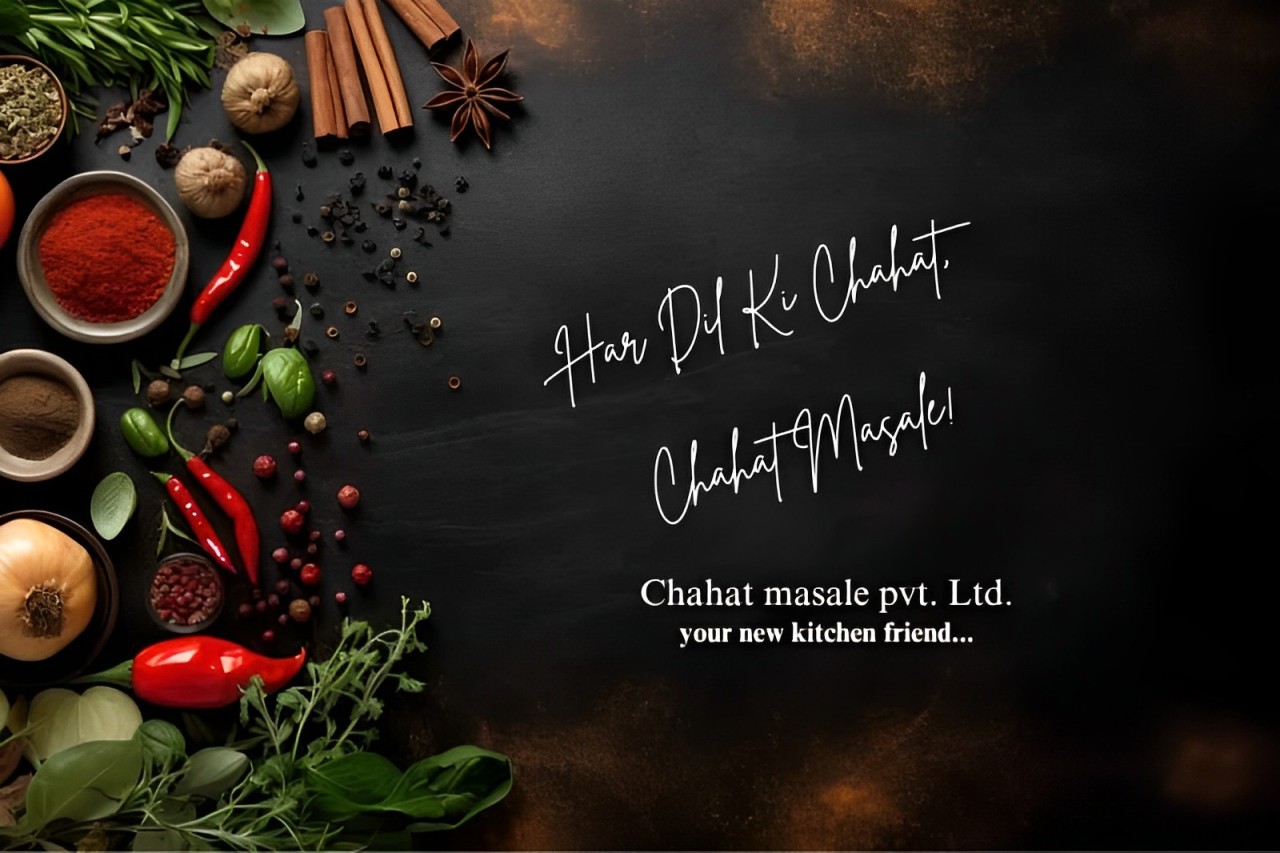 Har Dil Ki Chahat,
Chahat Masale!
Chahat masale pvt. Ltd.
your new kitchen friend...